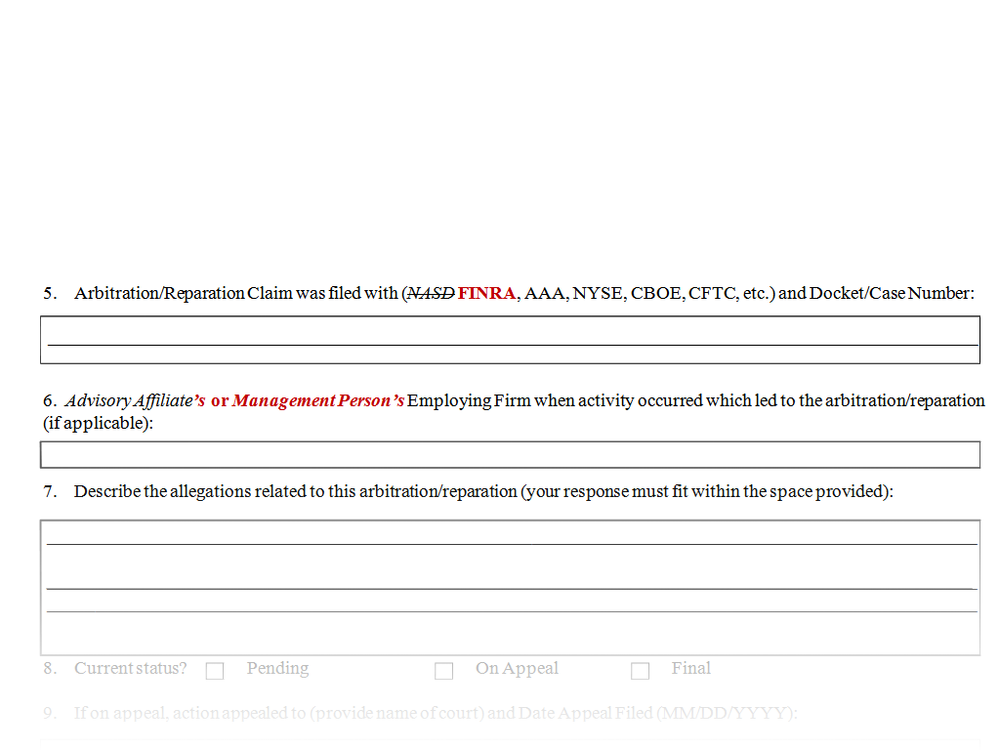 5. Arbitration/Reparation Claim was filed with (NASD FINRA, AAA, NYSE, CBOE, CFTC, etc.) and Docket/Case Number:
6. Advisory Affiliate's or Management Person's Employing Firm when activity occurred which led to the arbitration/reparation
(if applicable):
7. Describe the allegations related to this arbitration/reparation (your response must fit within the space provided):
8. Current status? Pending On Appeal Final
9. If on appeal, action appealed to (provide name of court) and Date Appeal Filed (MM/DD/YYYY):